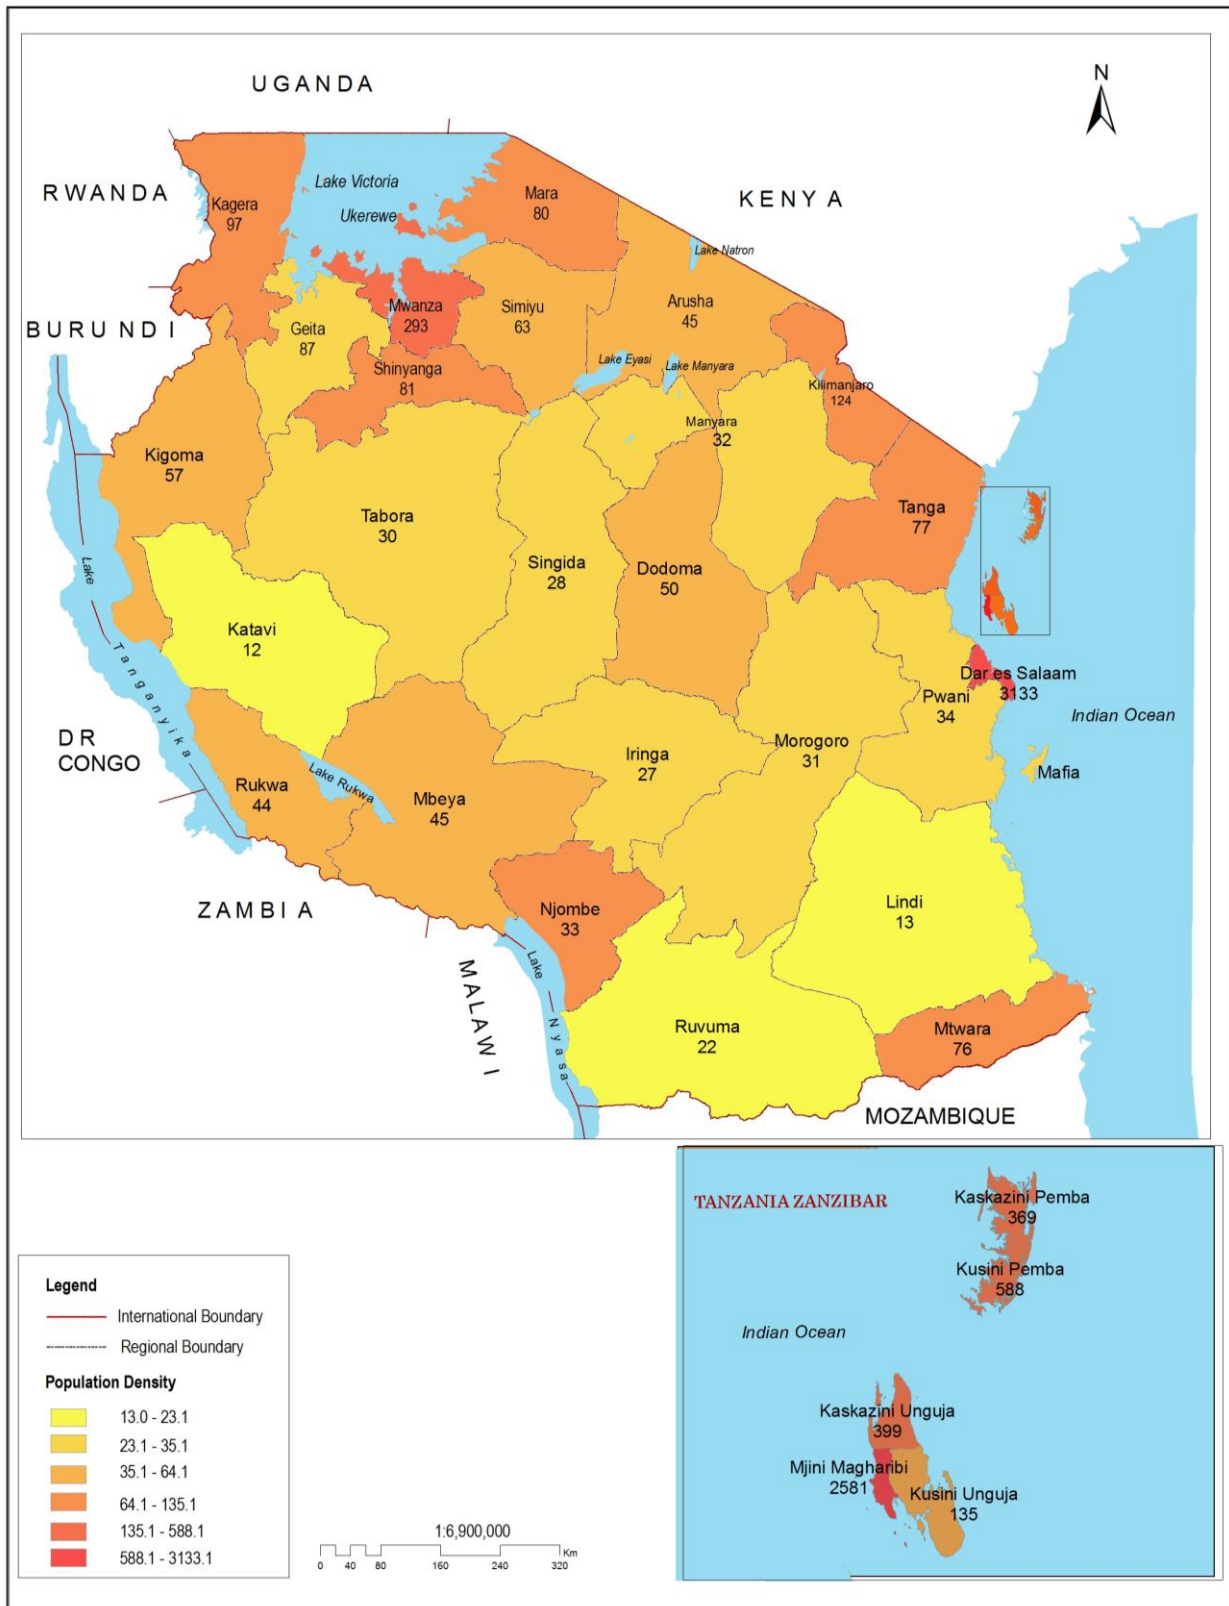 UGANDA
N
RWANDA
Kagera
97
Lake Victoria
Ukerewe
Mara
80
KENYA
Lake Natron
BURUNDI
Geita
87
Mwanza
293
Simiyu
63
Arusha
45
Shinyanga
81
Lake Eyasi
Lake Manyara
Kilimanjaro
124
Kigoma
57
Manyara
32
Tabora
30
Singida
28
Dodoma
50
Tanga
77
Katavi
12
Lake Tanganyika
Dar es Salaam
3133
Pwani
34
Indian Ocean
DR
CONGO
Rukwa
44
Lake Rukwa
Mbeya
45
Iringa
27
Morogoro
31
Mafia
ZAMBIA
Njombe
33
Lindi
13
MALAWI
Lake Nyasa
Ruvuma
22
Mtwara
76
MOZAMBIQUE
TANZANIA ZANZIBAR
Kaskazini Pemba
369
Kusini Pemba
588
Indian Ocean
Kaskazini Unguja
399
Mjini Magharibi
2581
Kusini Unguja
135
Legend
International Boundary
Regional Boundary
Population Density
13.0 - 23.1
23.1 - 35.1
35.1 - 64.1
64.1 - 135.1
135.1 - 588.1
588.1 - 3133.1
1:6,900,000
Km
0 40 80 160 240 320